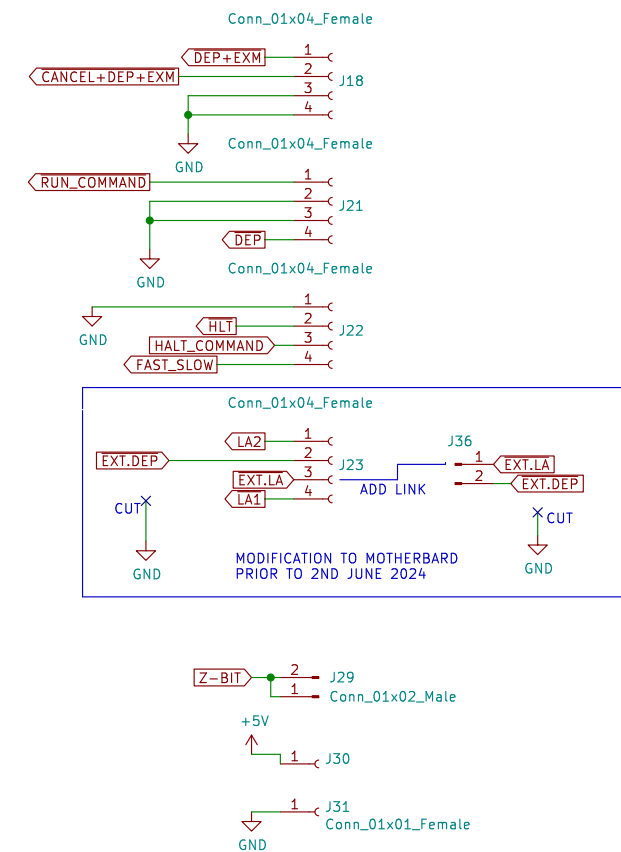 Conn_01x04_Female
DEP+EXM
1
CANCEL+DEP+EXM
2
J18
3
4
GND
Conn_01x04_Female
RUN_COMMAND
1
2
J21
3
DEP
4
GND
Conn_01x04_Female
1
HLT
2
J22
GND
HALT_COMMAND
3
FAST_SLOW
4
Conn_01x04_Female
LA2
1
J36
EXT.DEP
2
J23
1
EXT.LA
EXT.LA
3
2
EXT.DEP
LA1
4
ADD LINK
CUT
CUT
GND
GND
MODIFICATION TO MOTHERBARD
PRIOR TO 2ND JUNE 2024
Z-BIT
2
J29
1
Conn_01x02_Male
+5V
1
J30
1
J31
Conn_01x01_Female
GND